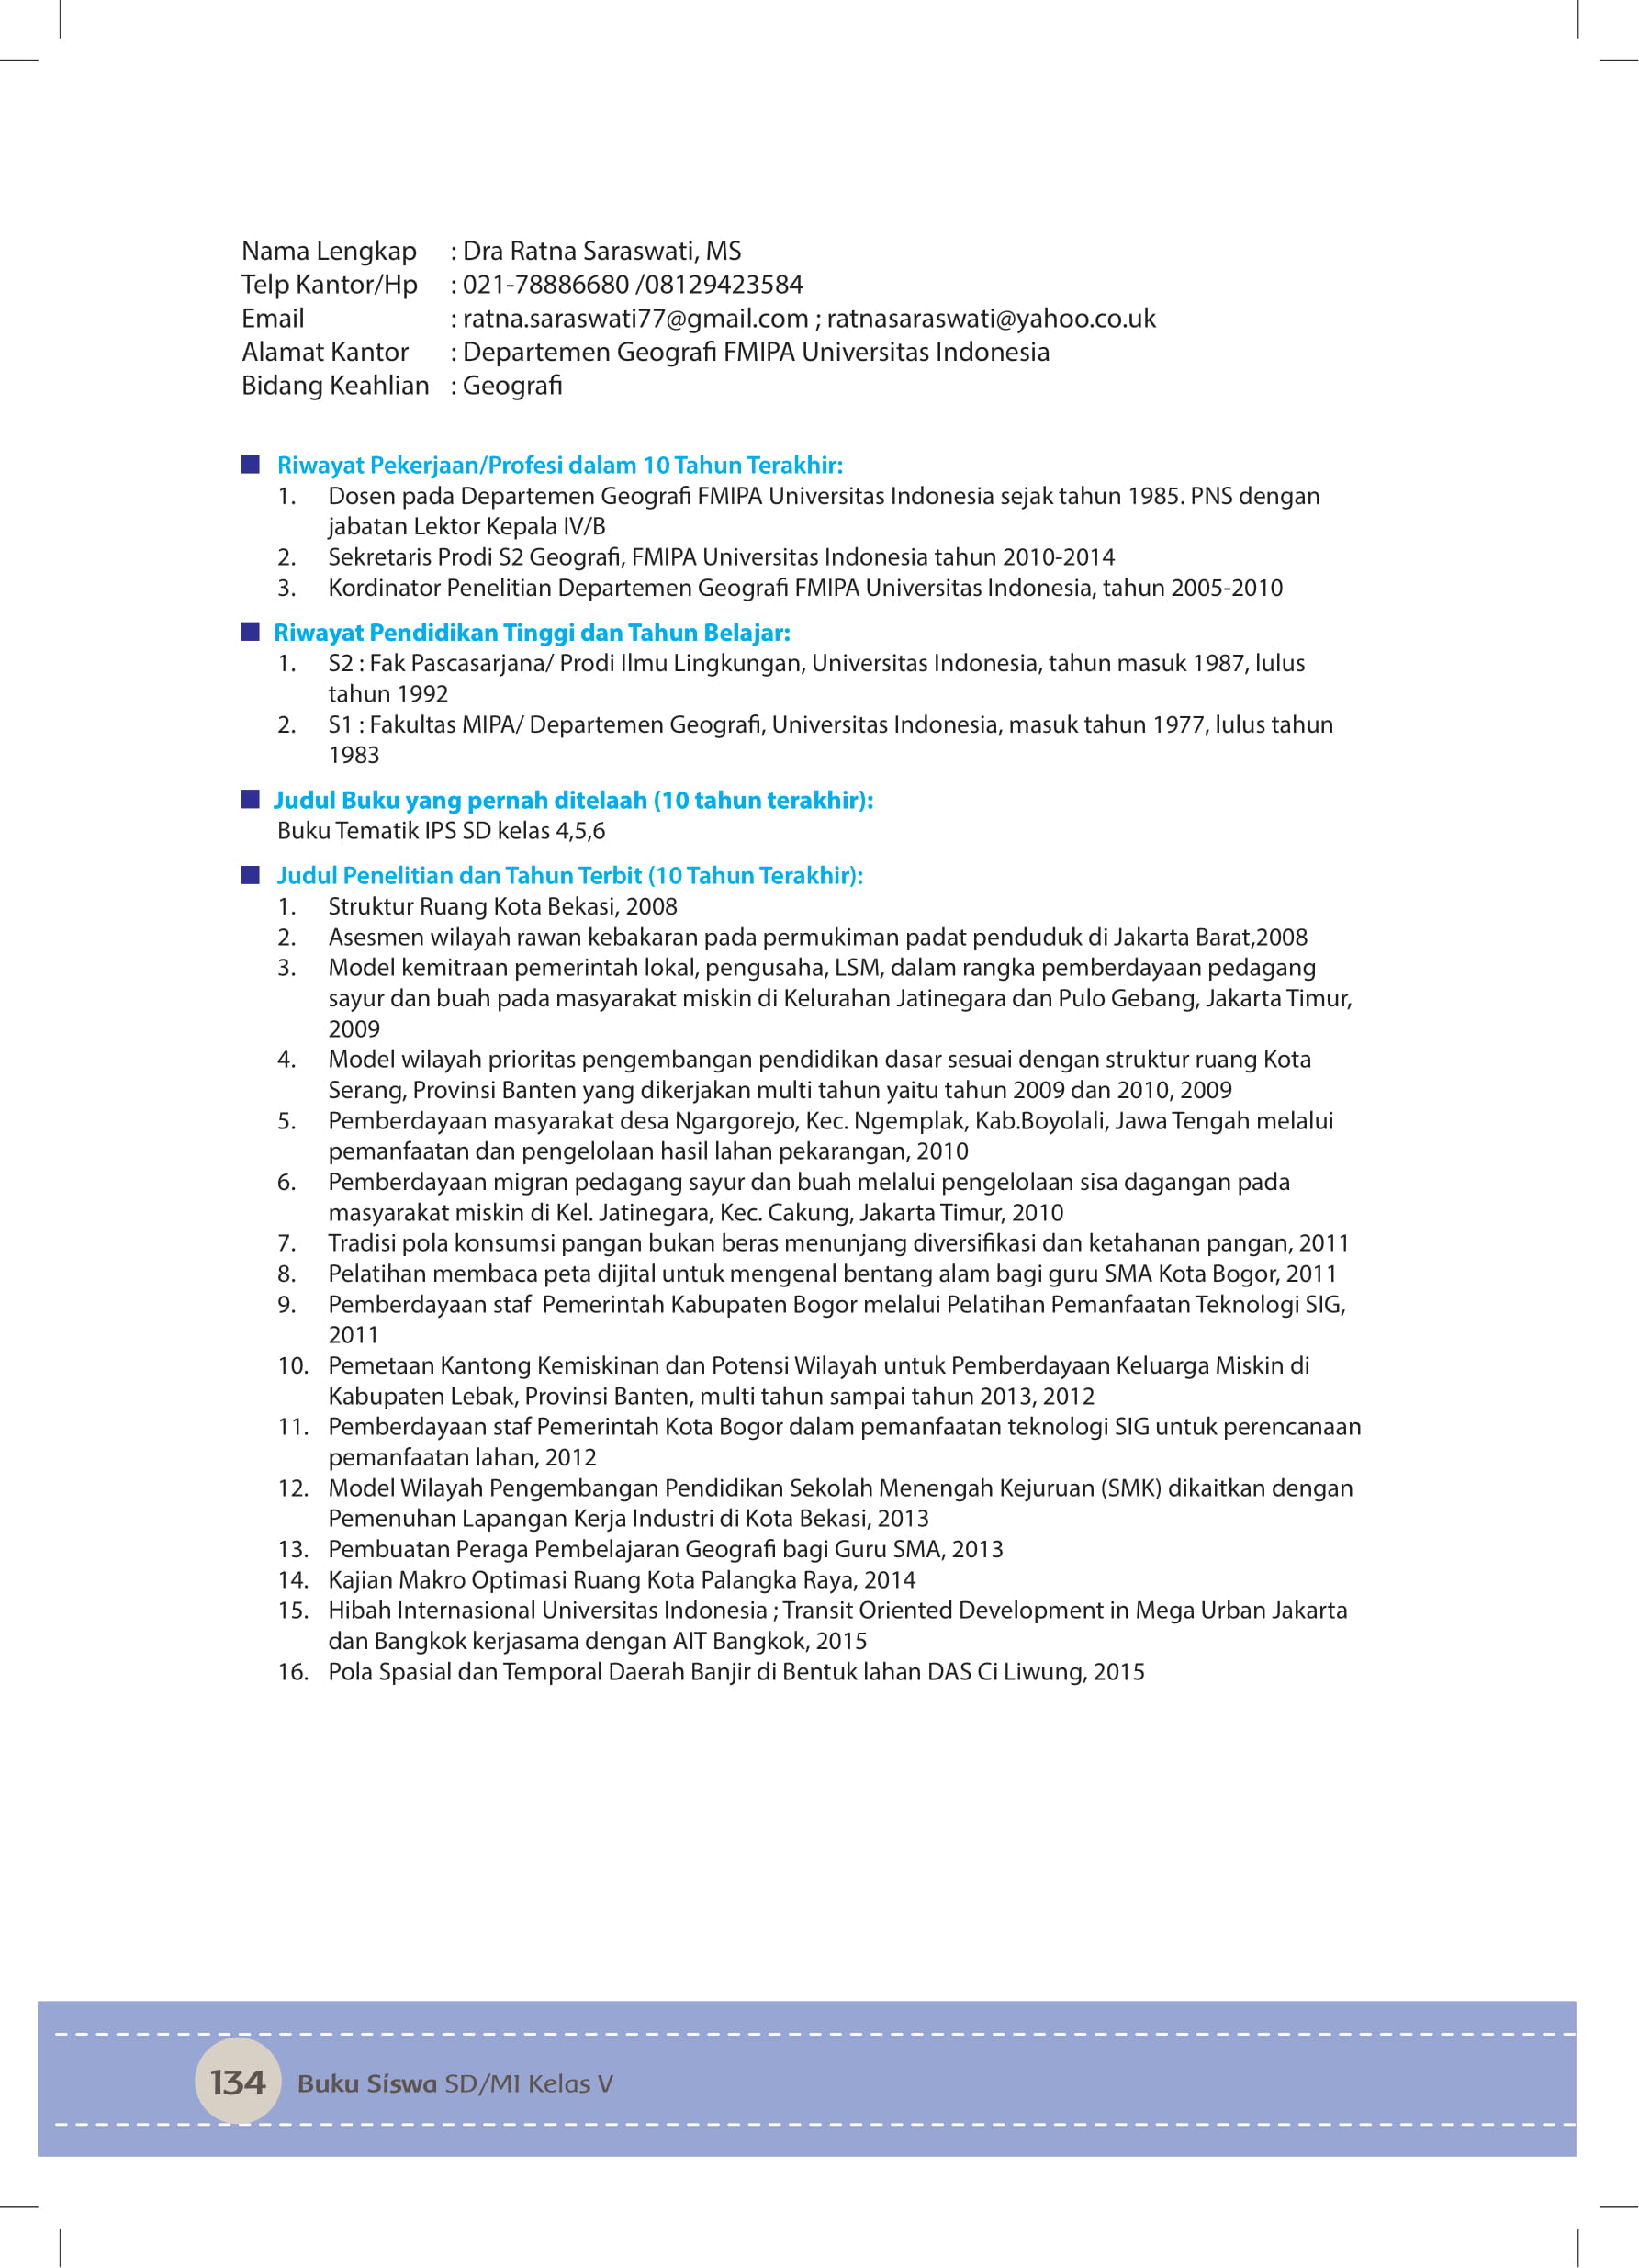 Nama Lengkap : Dra Ratna Saraswati, MS
Telp Kantor/Hp : 021-78886680 /08129423584
Email : ratna.saraswati77@gmail.com ; ratnasaraswati@yahoo.co.uk
Alamat Kantor : Departemen Geografi FMIPA Universitas Indonesia
Bidang Keahlian : Geografi
Riwayat Pekerjaan/Profesi dalam 10 Tahun Terakhir:
1. Dosen pada Departemen Geografi FMIPA Universitas Indonesia sejak tahun 1985. PNS dengan
jabatan Lektor Kepala IV/B
2. Sekretaris Prodi S2 Geografi, FMIPA Universitas Indonesia tahun 2010-2014
3. Kordinator Penelitian Departemen Geografi FMIPA Universitas Indonesia, tahun 2005-2010
Riwayat Pendidikan Tinggi dan Tahun Belajar:
1. S2 : Fak Pascasarjana/ Prodi Ilmu Lingkungan, Universitas Indonesia, tahun masuk 1987, lulus
tahun 1992
2. S1 : Fakultas MIPA/ Departemen Geografi, Universitas Indonesia, masuk tahun 1977, lulus tahun
1983
Judul Buku yang pernah ditelaah (10 tahun terakhir):
Buku Tematik IPS SD kelas 4,5,6
Judul Penelitian dan Tahun Terbit (10 Tahun Terakhir):
1. Struktur Ruang Kota Bekasi, 2008
2. Asesmen wilayah rawan kebakaran pada permukiman padat penduduk di Jakarta Barat,2008
3. Model kemitraan pemerintah lokal, pengusaha, LSM, dalam rangka pemberdayaan pedagang
sayur dan buah pada masyarakat miskin di Kelurahan Jatinegara dan Pulo Gebang, Jakarta Timur,
2009
4. Model wilayah prioritas pengembangan pendidikan dasar sesuai dengan struktur ruang Kota
Serang, Provinsi Banten yang dikerjakan multi tahun yaitu tahun 2009 dan 2010, 2009
5. Pemberdayaan masyarakat desa Ngargorejo, Kec. Ngemplak, Kab.Boyolali, Jawa Tengah melalui
pemanfaatan dan pengelolaan hasil lahan pekarangan, 2010
6. Pemberdayaan migran pedagang sayur dan buah melalui pengelolaan sisa dagangan pada
masyarakat miskin di Kel. Jatinegara, Kec. Cakung, Jakarta Timur, 2010
7. Tradisi pola konsumsi pangan bukan beras menunjang diversifikasi dan ketahanan pangan, 2011
8. Pelatihan membaca peta dijital untuk mengenal bentang alam bagi guru SMA Kota Bogor, 2011
9. Pemberdayaan staf Pemerintah Kabupaten Bogor melalui Pelatihan Pemanfaatan Teknologi SIG,
2011
10. Pemetaan Kantong Kemiskinan dan Potensi Wilayah untuk Pemberdayaan Keluarga Miskin di
Kabupaten Lebak, Provinsi Banten, multi tahun sampai tahun 2013, 2012
11. Pemberdayaan staf Pemerintah Kota Bogor dalam pemanfaatan teknologi SIG untuk perencanaan
pemanfaatan lahan, 2012
12. Model Wilayah Pengembangan Pendidikan Sekolah Menengah Kejuruan (SMK) dikaitkan dengan
Pemenuhan Lapangan Kerja Industri di Kota Bekasi, 2013
13. Pembuatan Peraga Pembelajaran Geografi bagi Guru SMA, 2013
14. Kajian Makro Optimasi Ruang Kota Palangka Raya, 2014
15. Hibah Internasional Universitas Indonesia ; Transit Oriented Development in Mega Urban Jakarta
dan Bangkok kerjasama dengan AIT Bangkok, 2015
16. Pola Spasial dan Temporal Daerah Banjir di Bentuk lahan DAS Ci Liwung, 2015
134 Buku Siswa SD/MI Kelas V